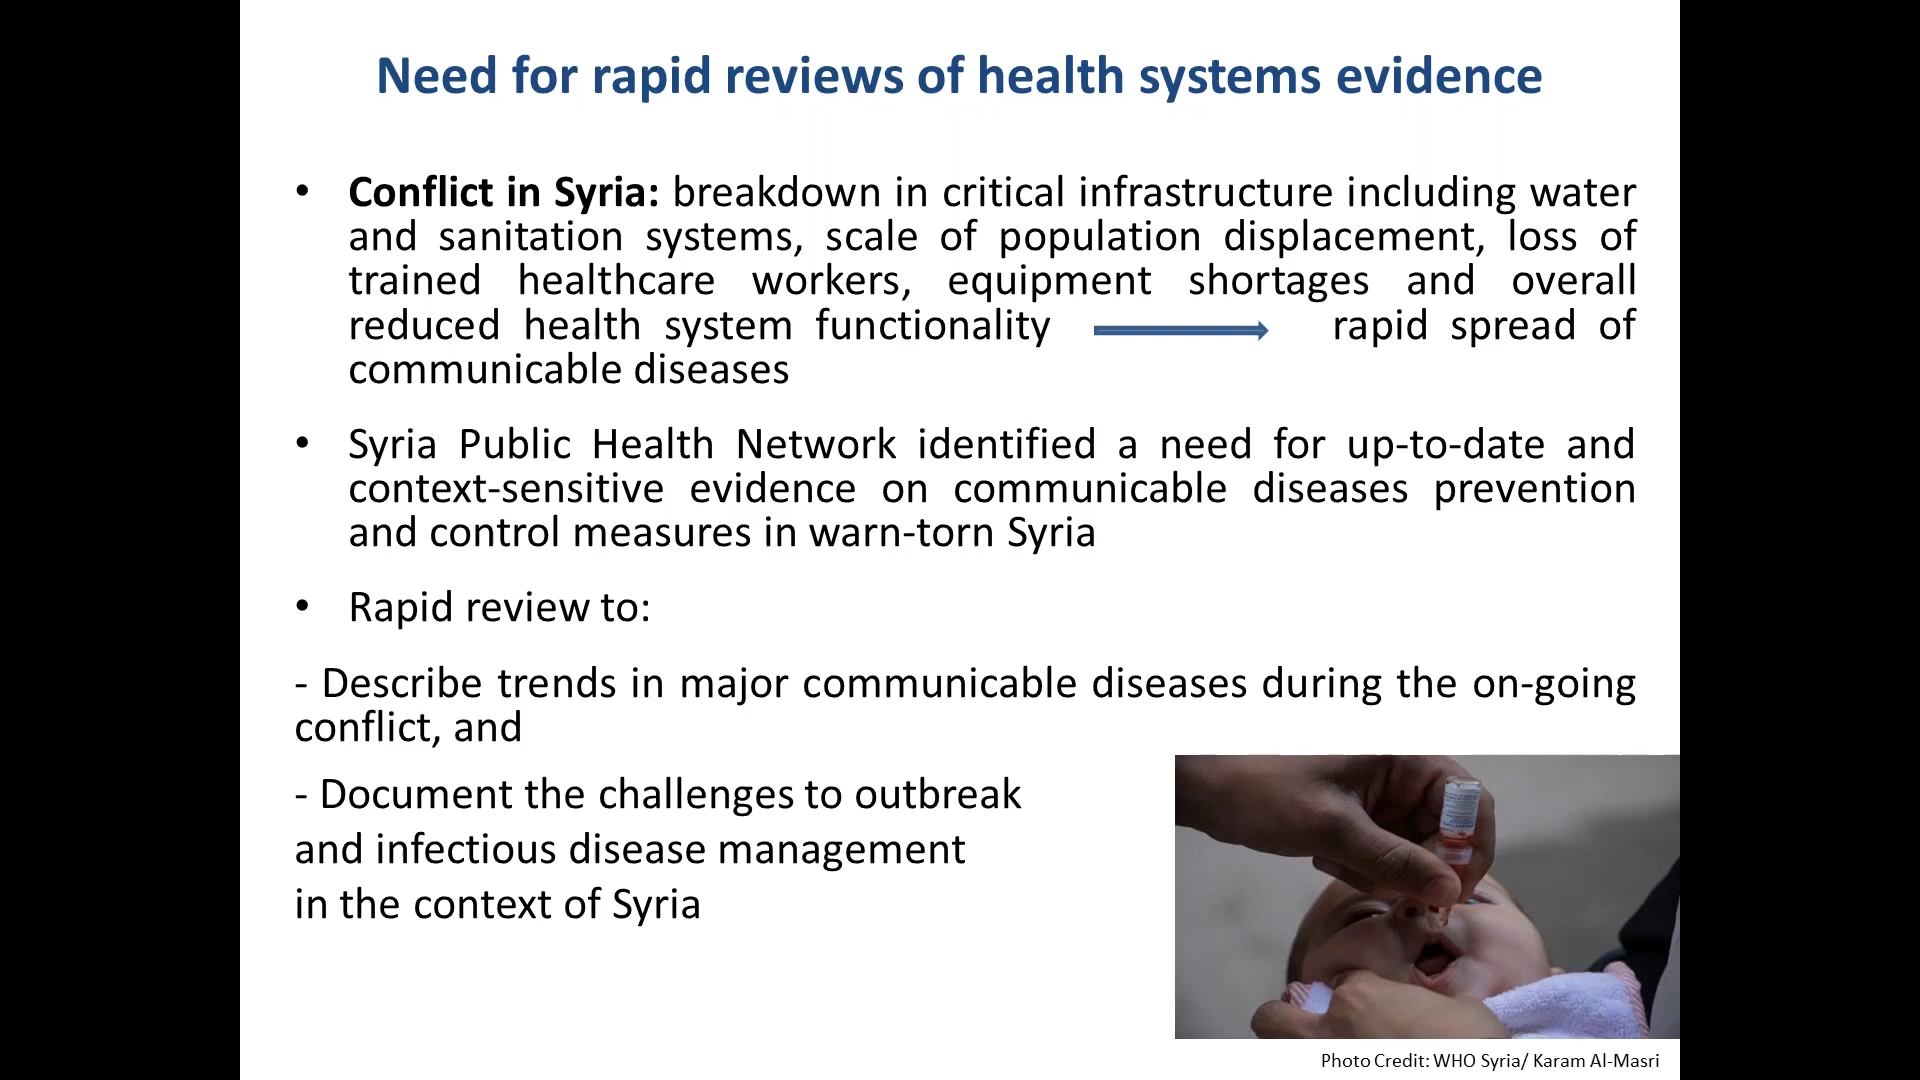 Need for rapid reviews of health systems evidence
• Conflict in Syria: breakdown in critical infrastructure including water
and sanitation systems, scale of population displacement, loss of
trained healthcare workers, equipment shortages and overall
reduced health system functionality rapid spread of
communicable diseases
• Syria Public Health Network identified a need for up-to-date and
context-sensitive evidence on communicable diseases prevention
and control measures in warn-torn Syria
• Rapid review to:
- Describe trends in major communicable diseases during the on-going
conflict, and
- Document the challenges to outbreak
and infectious disease management
in the context of Syria
Photo Credit: WHO Syria/ Karam Al-Masri